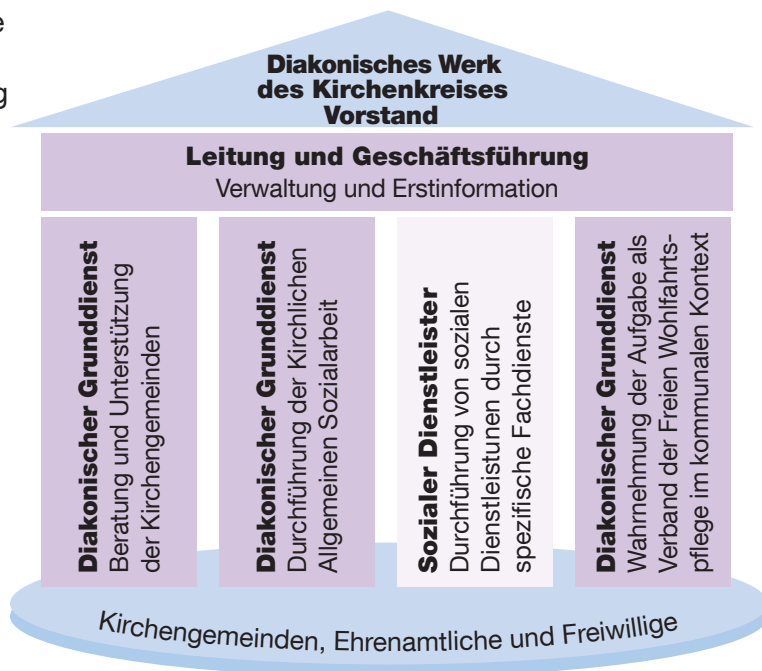 e
g
Diakonisches Werk
des Kirchenkreises
Vorstand
Leitung und Geschäftsführung
Verwaltung und Erstinformation
Diakonischer Grunddienst
Beratung und Unterstützung
der Kirchengemeinden
Diakonischer Grunddienst
Durchführung der Kirchlichen
Allgemeinen Sozialarbeit
Sozialer Dienstleister
Durchführung von sozialen
Dienstleistunen durch
spezifische Fachdienste
Diakonischer Grunddienst
Wahrnehmung der Aufgabe als
Verband der Freien Wohlfahrts-
pflege im kommunalen Kontext
Kirchengemeinden, Ehrenamtliche und Freiwillige